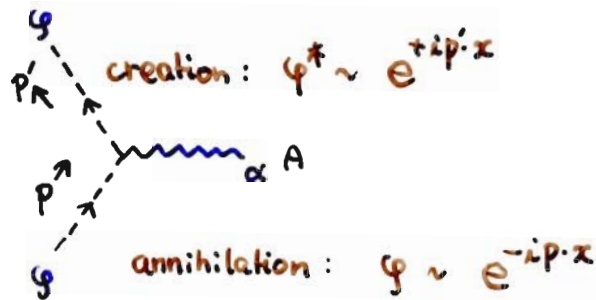 φ
creation: φ* ~ e^{+ip'·x}
p'
α A
p
φ
annihilation: φ ~ e^{-ip·x}